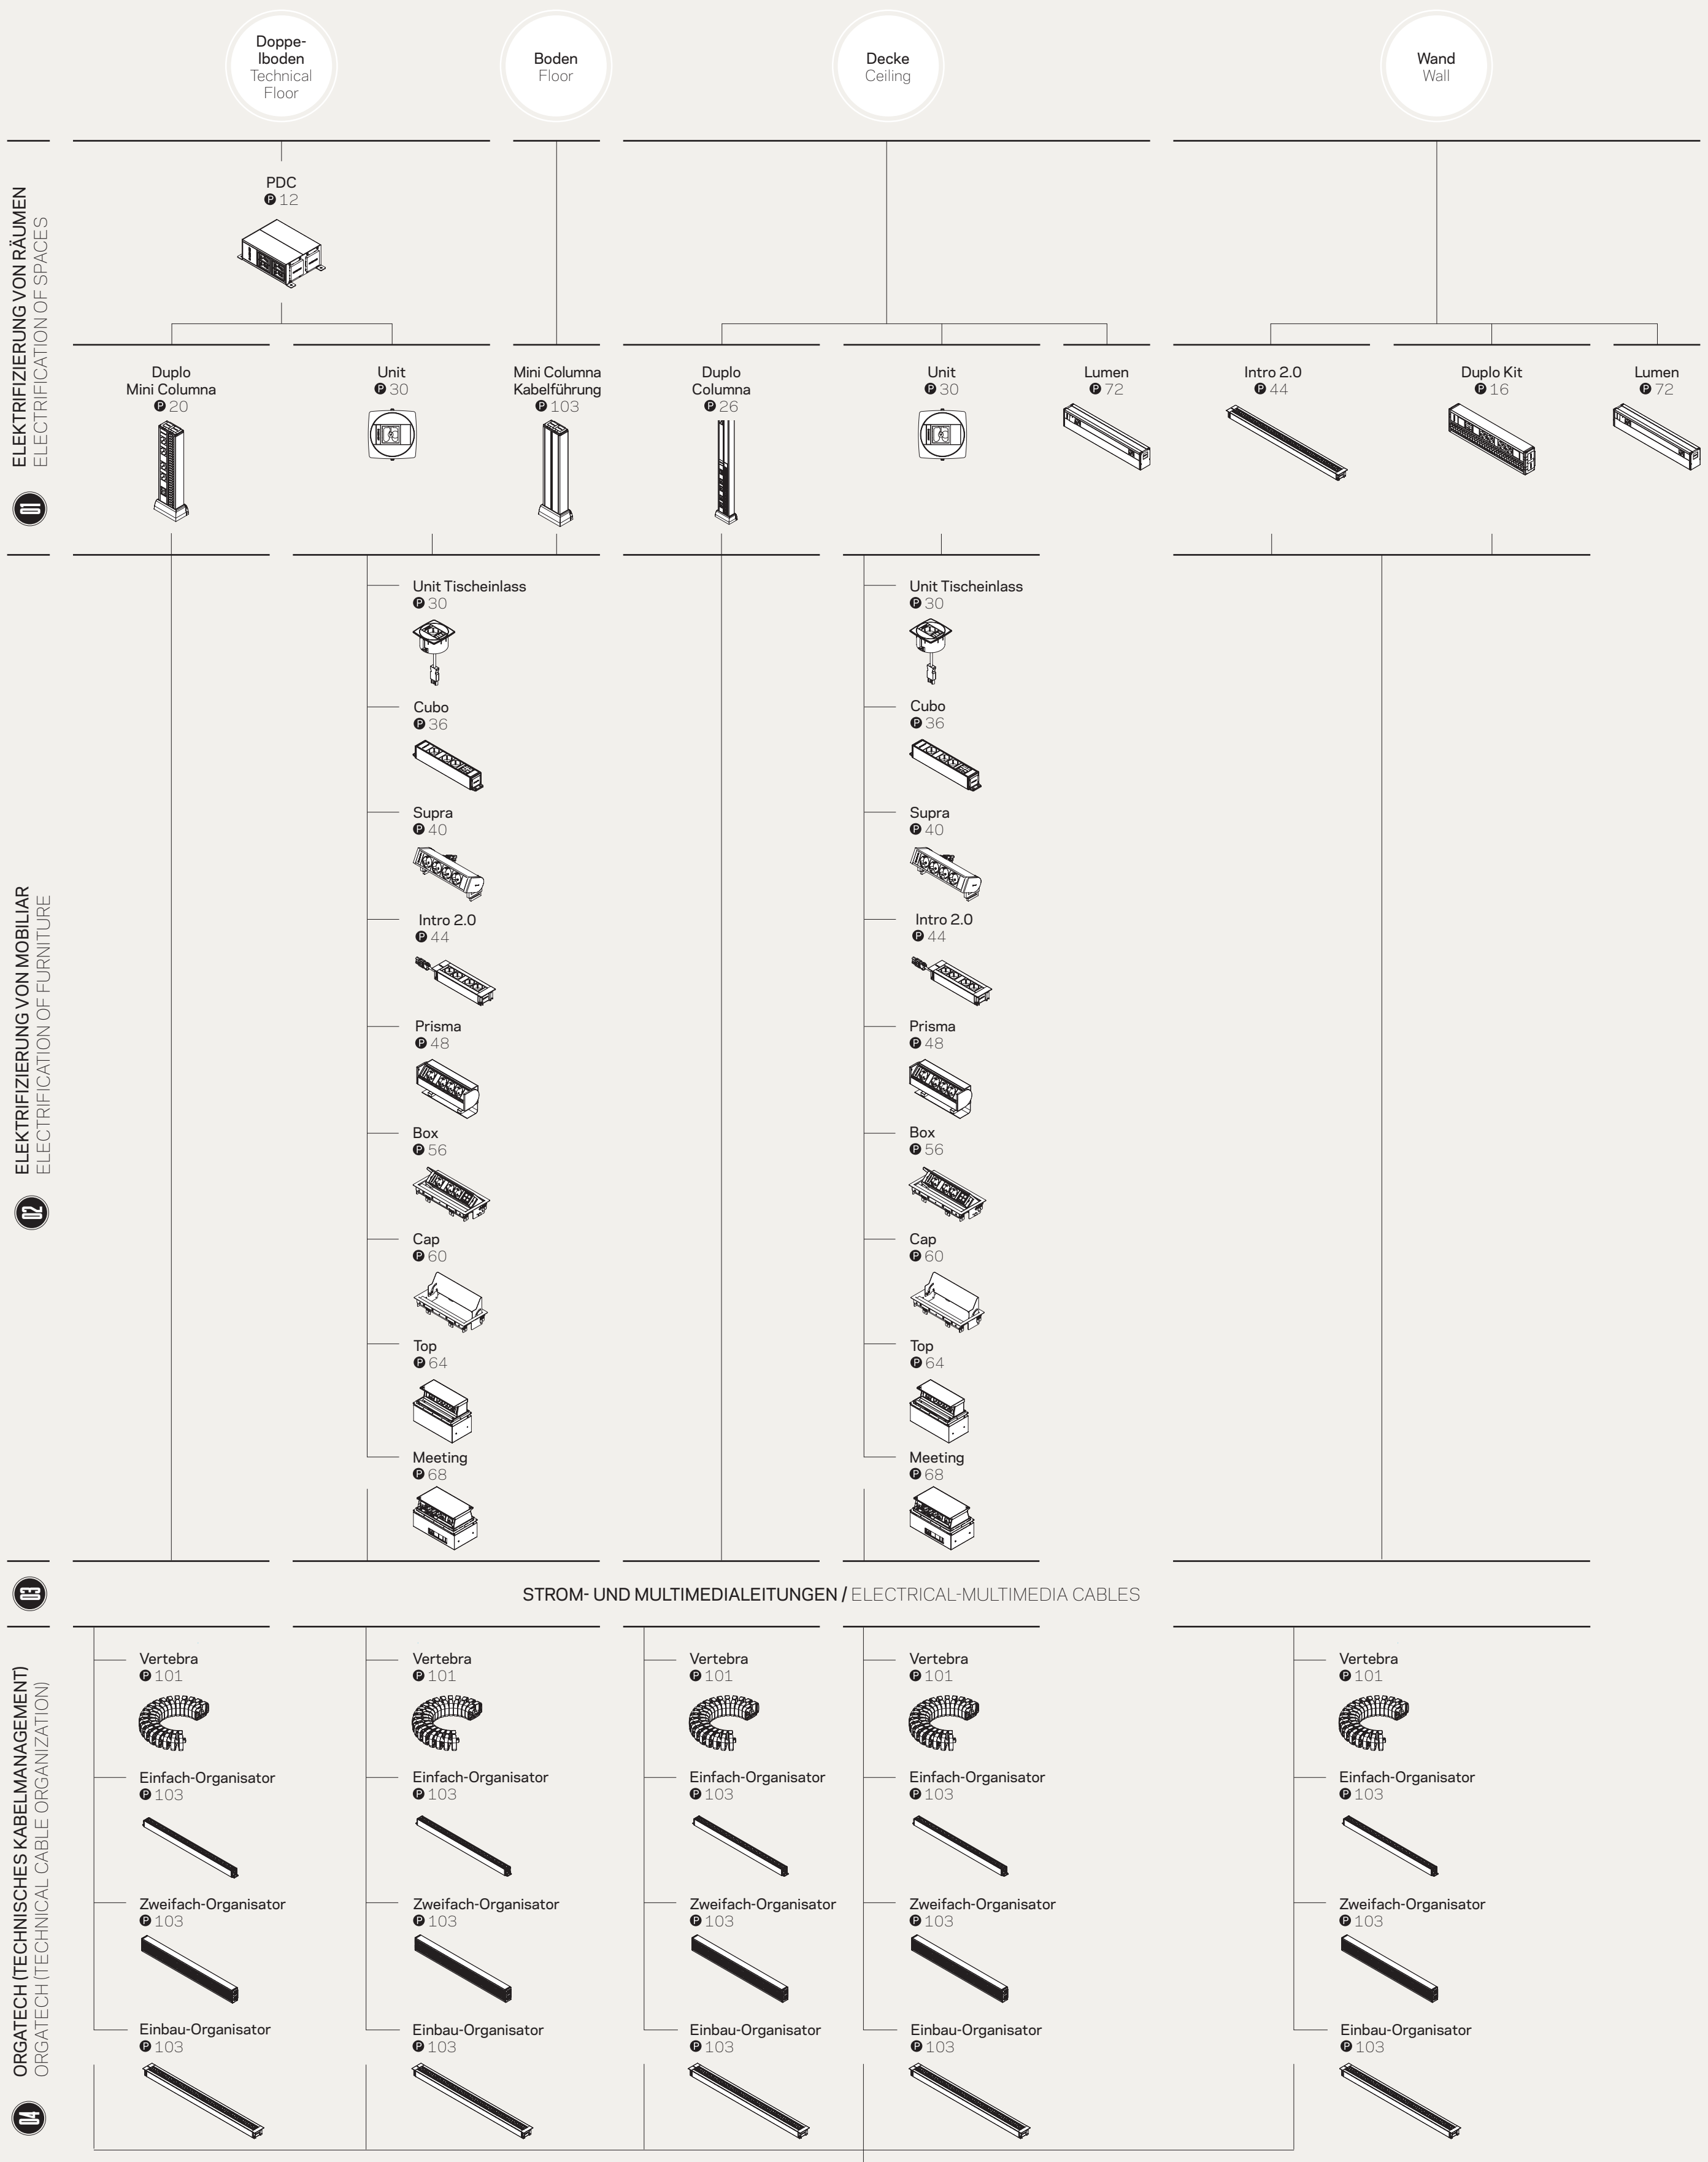 Doppe-
lboden
Technical
Floor
Boden
Floor
Decke
Ceiling
Wand
Wall
01
ELEKTRIFIZIERUNG VON RÄUMEN
ELECTRIFICATION OF SPACES
PDC
P 12
Duplo
Mini Columna
P 20
Unit
P 30
Mini Columna
Kabelführung
P 103
Duplo
Columna
P 26
Unit
P 30
Lumen
P 72
Intro 2.0
P 44
Duplo Kit
P 16
Lumen
P 72
02
ELEKTRIFIZIERUNG VON MOBILIAR
ELECTRIFICATION OF FURNITURE
Unit Tischeinlass
P 30
Cubo
P 36
Supra
P 40
Intro 2.0
P 44
Prisma
P 48
Box
P 56
Cap
P 60
Top
P 64
Meeting
P 68
Unit Tischeinlass
P 30
Cubo
P 36
Supra
P 40
Intro 2.0
P 44
Prisma
P 48
Box
P 56
Cap
P 60
Top
P 64
Meeting
P 68
03
STROM- UND MULTIMEDIALEITUNGEN / ELECTRICAL-MULTIMEDIA CABLES
04
ORGATECH (TECHNISCHES KABELMANAGEMENT)
ORGATECH (TECHNICAL CABLE ORGANIZATION)
Vertebra
P 101
Einfach-Organisator
P 103
Zweifach-Organisator
P 103
Einbau-Organisator
P 103
Vertebra
P 101
Einfach-Organisator
P 103
Zweifach-Organisator
P 103
Einbau-Organisator
P 103
Vertebra
P 101
Einfach-Organisator
P 103
Zweifach-Organisator
P 103
Einbau-Organisator
P 103
Vertebra
P 101
Einfach-Organisator
P 103
Zweifach-Organisator
P 103
Einbau-Organisator
P 103
Vertebra
P 101
Einfach-Organisator
P 103
Zweifach-Organisator
P 103
Einbau-Organisator
P 103